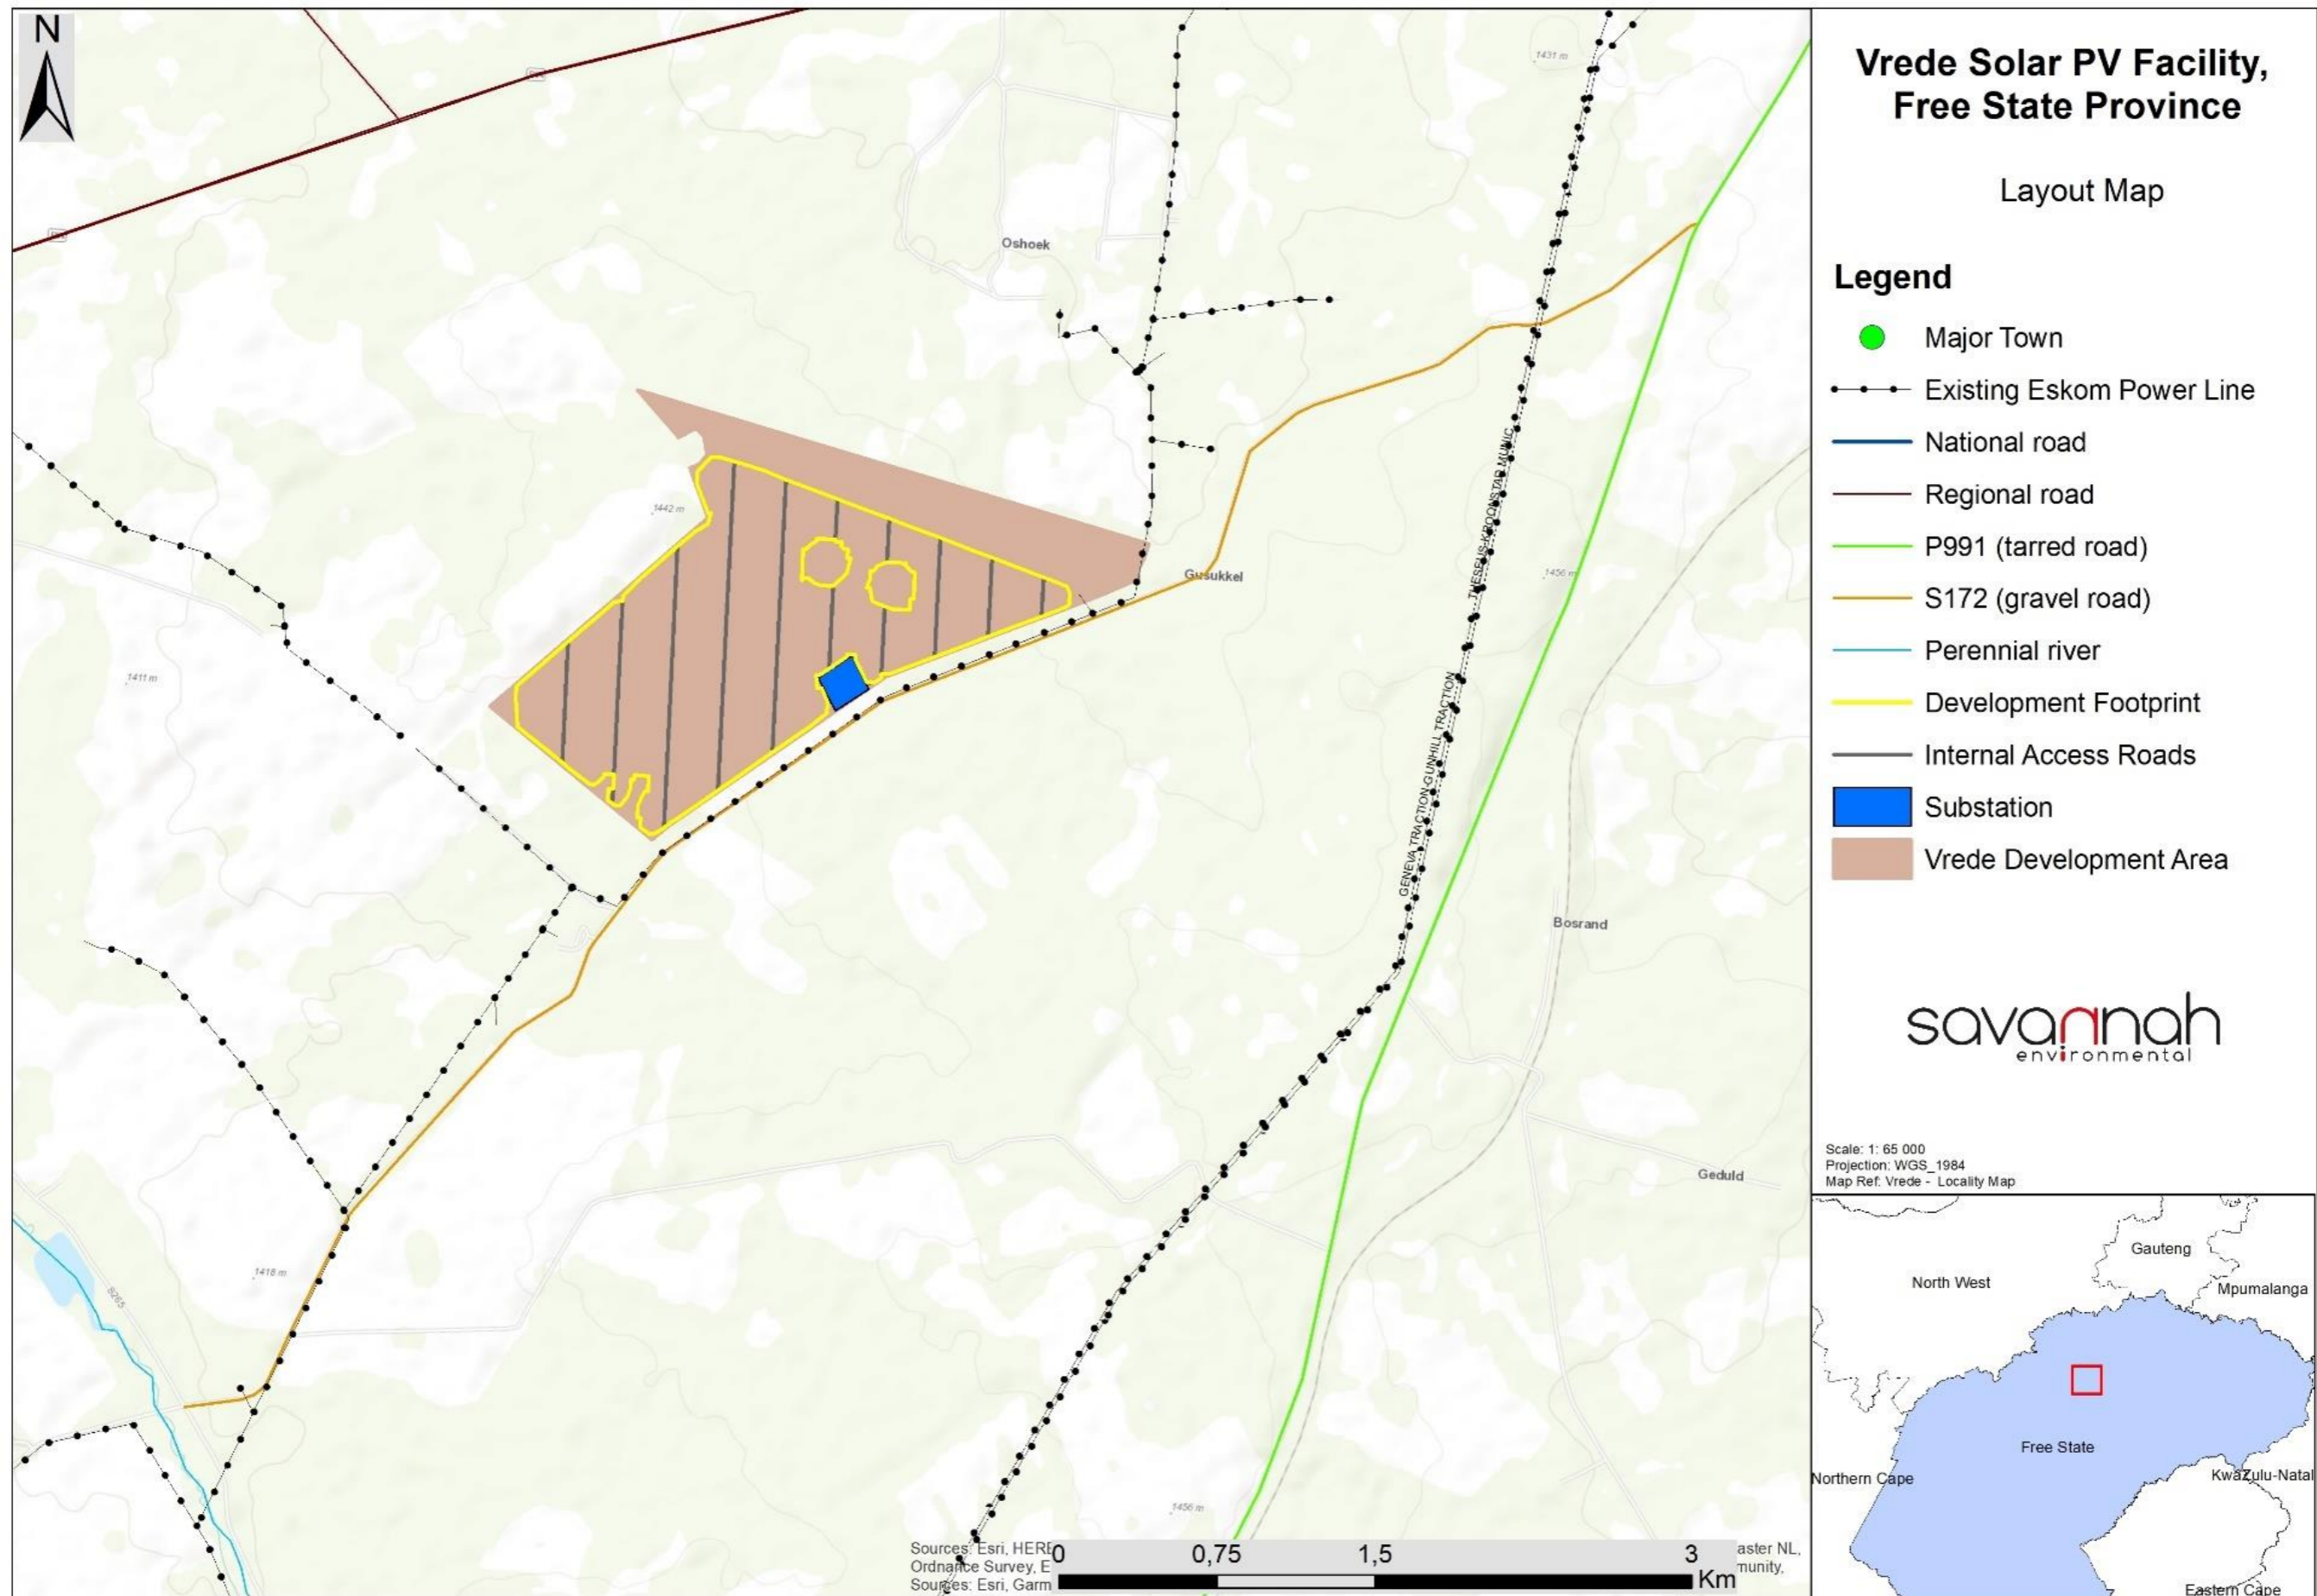 N
Oshoek
1431 m
1442 m
Gusukkel
1456 m
THESEUS-KROONSTAD MUNIC
1411 m
GENEVA TRACTION-GUNHILL TRACTION
Bosrand
Geduld
1418 m
S265
1456 m
Sources: Esri, HERE
Ordnance Survey, E
Sources: Esri, Garm
aster NL,
munity,
0 0,75 1,5 3
Km
Vrede Solar PV Facility,
Free State Province
Layout Map
Legend
Major Town
Existing Eskom Power Line
National road
Regional road
P991 (tarred road)
S172 (gravel road)
Perennial river
Development Footprint
Internal Access Roads
Substation
Vrede Development Area
savannah
environmental
Scale: 1: 65 000
Projection: WGS_1984
Map Ref: Vrede - Locality Map
Gauteng
North West
Mpumalanga
Free State
Northern Cape
KwaZulu-Natal
Eastern Cape